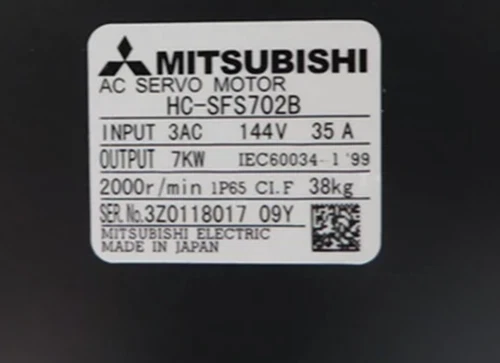 MITSUBISHI
AC SERVO MOTOR
HC-SFS702B
INPUT 3AC 144V 35 A
OUTPUT 7KW IEC60034-1 '99
2000r/min IP65 CI.F 38kg
SER.No.3Z0118017 09Y
MITSUBISHI ELECTRIC
MADE IN JAPAN